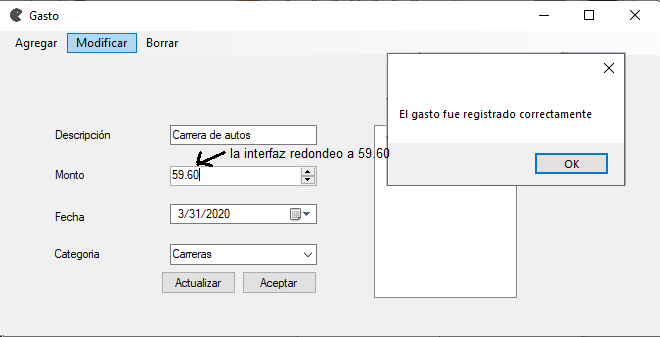 Gasto
Agregar Modificar Borrar
El gasto fue registrado correctamente
OK
Descripción Carrera de autos
la interfaz redondeo a 59.60
Monto 59.60
Fecha 3/31/2020
Categoria Carreras
Actualizar Aceptar